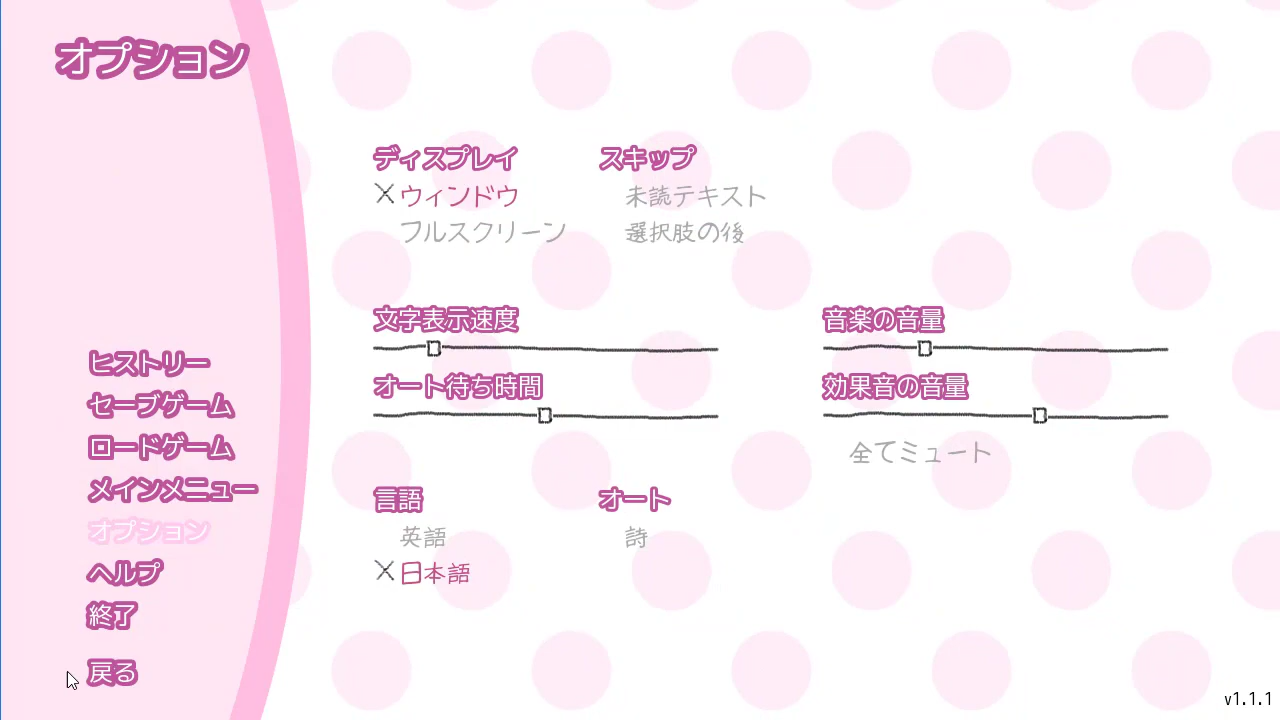 オプション
ディスプレイ
ウィンドウ
フルスクリーン
スキップ
未読テキスト
選択肢の後
文字表示速度
オート待ち時間
音楽の音量
効果音の音量
全てミュート
言語
英語
日本語
オート
詩
ヒストリー
セーブゲーム
ロードゲーム
メインメニュー
オプション
ヘルプ
終了
戻る
v1.1.1